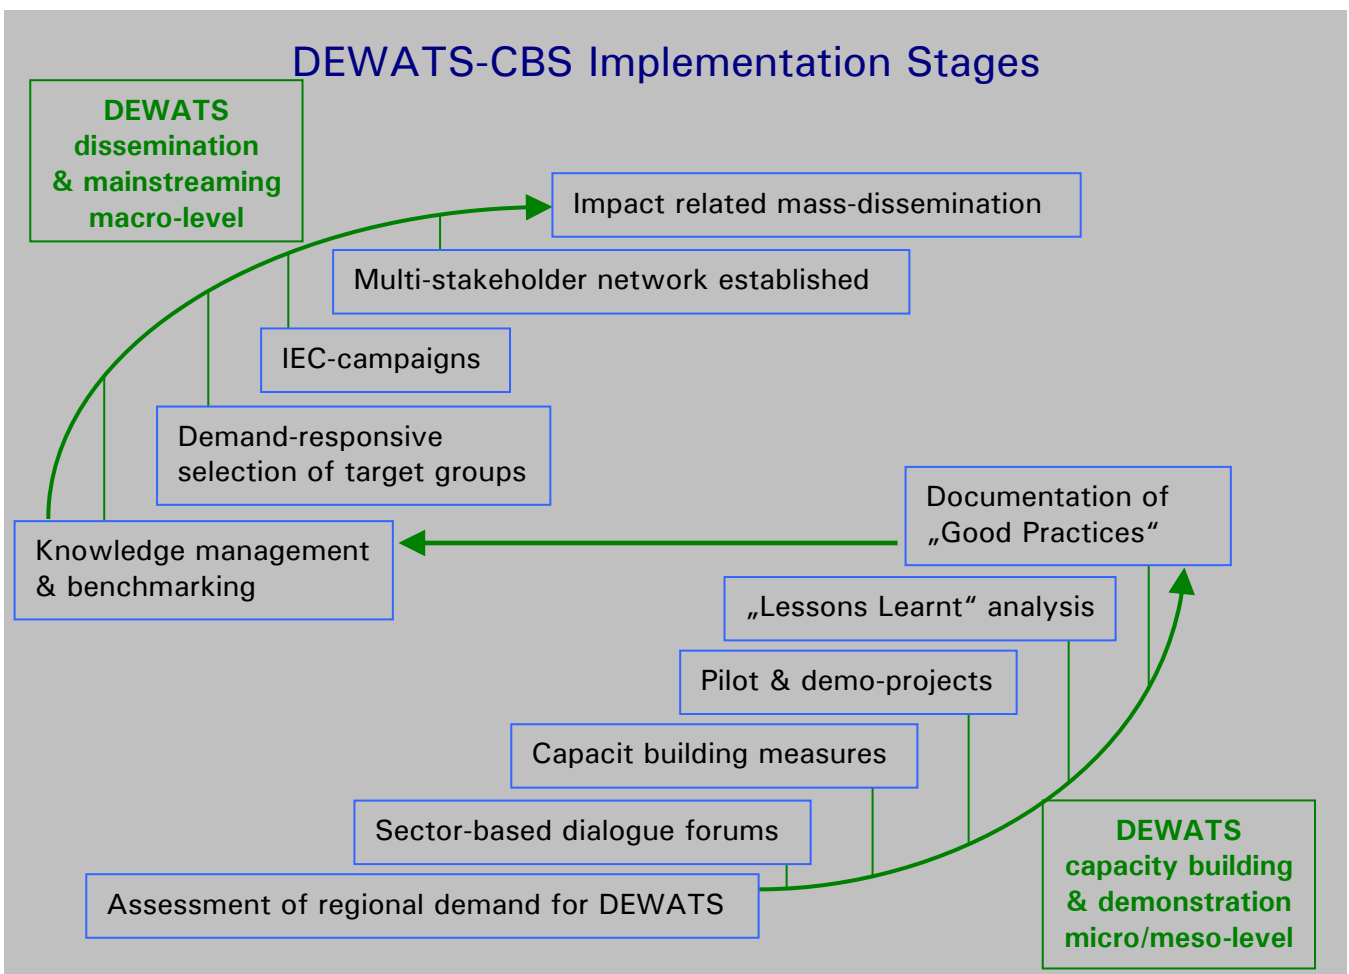 DEWATS-CBS Implementation Stages
DEWATS
dissemination
& mainstreaming
macro-level
Impact related mass-dissemination
Multi-stakeholder network established
IEC-campaigns
Demand-responsive
selection of target groups
Knowledge management
& benchmarking
Documentation of
„Good Practices“
„Lessons Learnt“ analysis
Pilot & demo-projects
Capacit building measures
Sector-based dialogue forums
Assessment of regional demand for DEWATS
DEWATS
capacity building
& demonstration
micro/meso-level